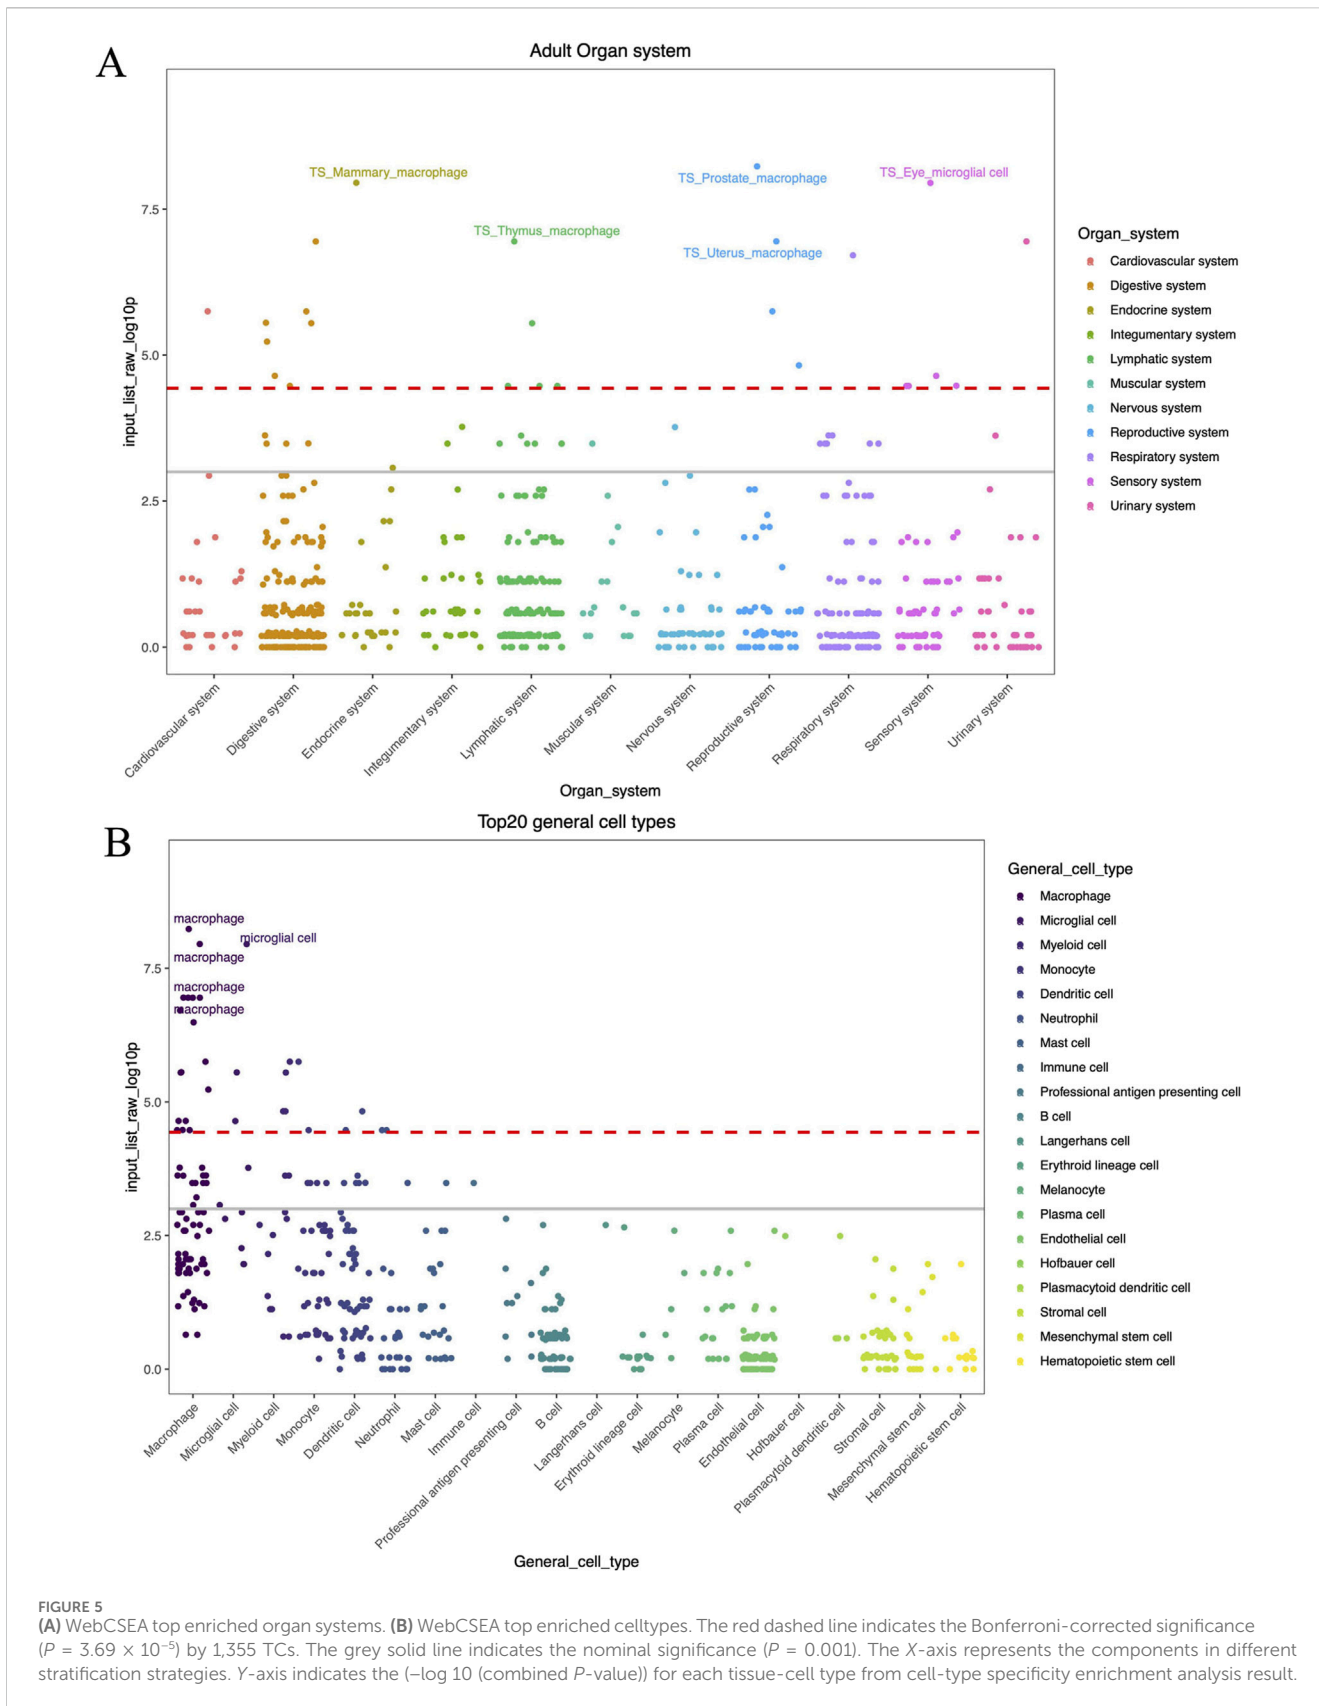 A
Adult Organ system
TS_Mammary_macrophage
TS_Prostate_macrophage
TS_Eye_microglial cell
TS_Thymus_macrophage
TS_Uterus_macrophage
7.5
5.0
2.5
0.0
input_list_raw_log10p
Cardiovascular system
Digestive system
Endocrine system
Integumentary system
Lymphatic system
Muscular system
Nervous system
Reproductive system
Respiratory system
Sensory system
Urinary system
Organ_system
Organ_system
Cardiovascular system
Digestive system
Endocrine system
Integumentary system
Lymphatic system
Muscular system
Nervous system
Reproductive system
Respiratory system
Sensory system
Urinary system
B
Top20 general cell types
macrophage
microglial cell
macrophage
macrophage
macrophage
7.5
5.0
2.5
0.0
input_list_raw_log10p
Macrophage
Microglial cell
Myeloid cell
Monocyte
Dendritic cell
Neutrophil
Mast cell
Immune cell
Professional antigen presenting cell
B cell
Langerhans cell
Erythroid lineage cell
Melanocyte
Plasma cell
Endothelial cell
Hofbauer cell
Plasmacytoid dendritic cell
Stromal cell
Mesenchymal stem cell
Hematopoietic stem cell
General_cell_type
General_cell_type
Macrophage
Microglial cell
Myeloid cell
Monocyte
Dendritic cell
Neutrophil
Mast cell
Immune cell
Professional antigen presenting cell
B cell
Langerhans cell
Erythroid lineage cell
Melanocyte
Plasma cell
Endothelial cell
Hofbauer cell
Plasmacytoid dendritic cell
Stromal cell
Mesenchymal stem cell
Hematopoietic stem cell
FIGURE 5
(A) WebCSEA top enriched organ systems. (B) WebCSEA top enriched celltypes. The red dashed line indicates the Bonferroni-corrected significance
(P = 3.69 × 10⁻⁵) by 1,355 TCs. The grey solid line indicates the nominal significance (P = 0.001). The X-axis represents the components in different
stratification strategies. Y-axis indicates the (−log 10 (combined P-value)) for each tissue-cell type from cell-type specificity enrichment analysis result.